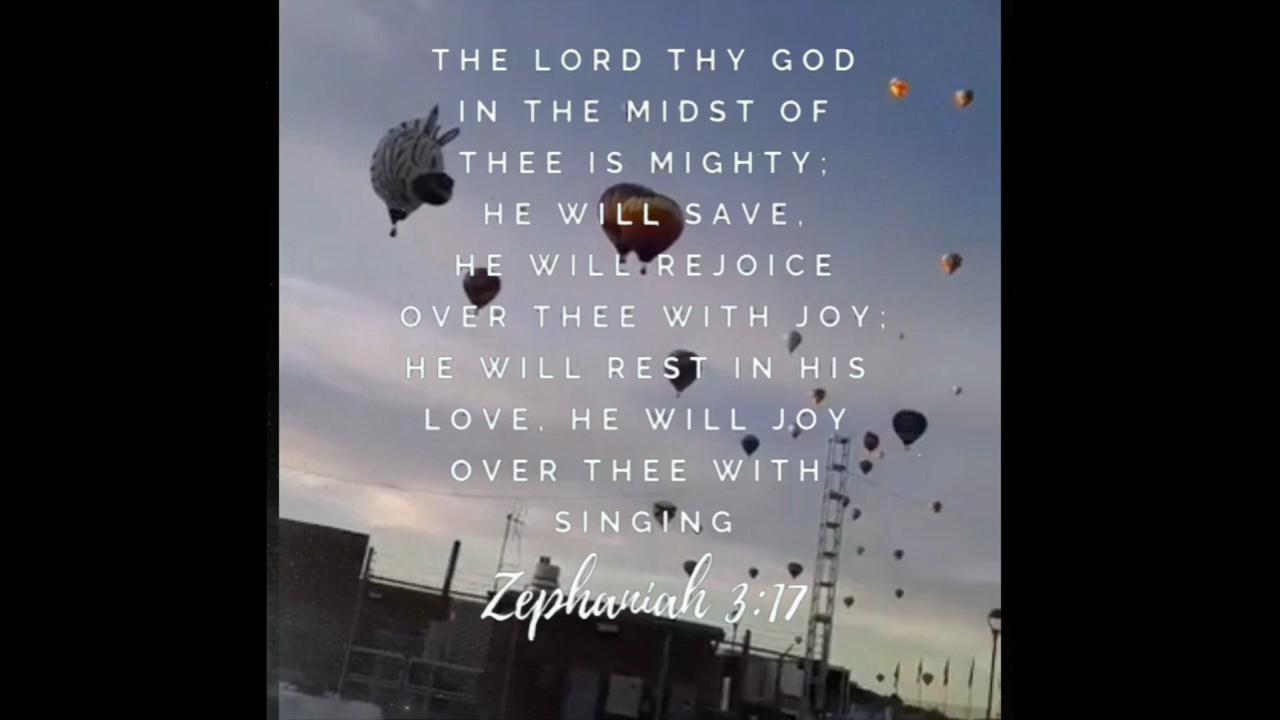 THE LORD THY GOD
IN THE MIDST OF
THEE IS MIGHTY;
HE WILL SAVE,
HE WILL REJOICE
OVER THEE WITH JOY;
HE WILL REST IN HIS
LOVE, HE WILL JOY
OVER THEE WITH
SINGING
Zephaniah 3:17